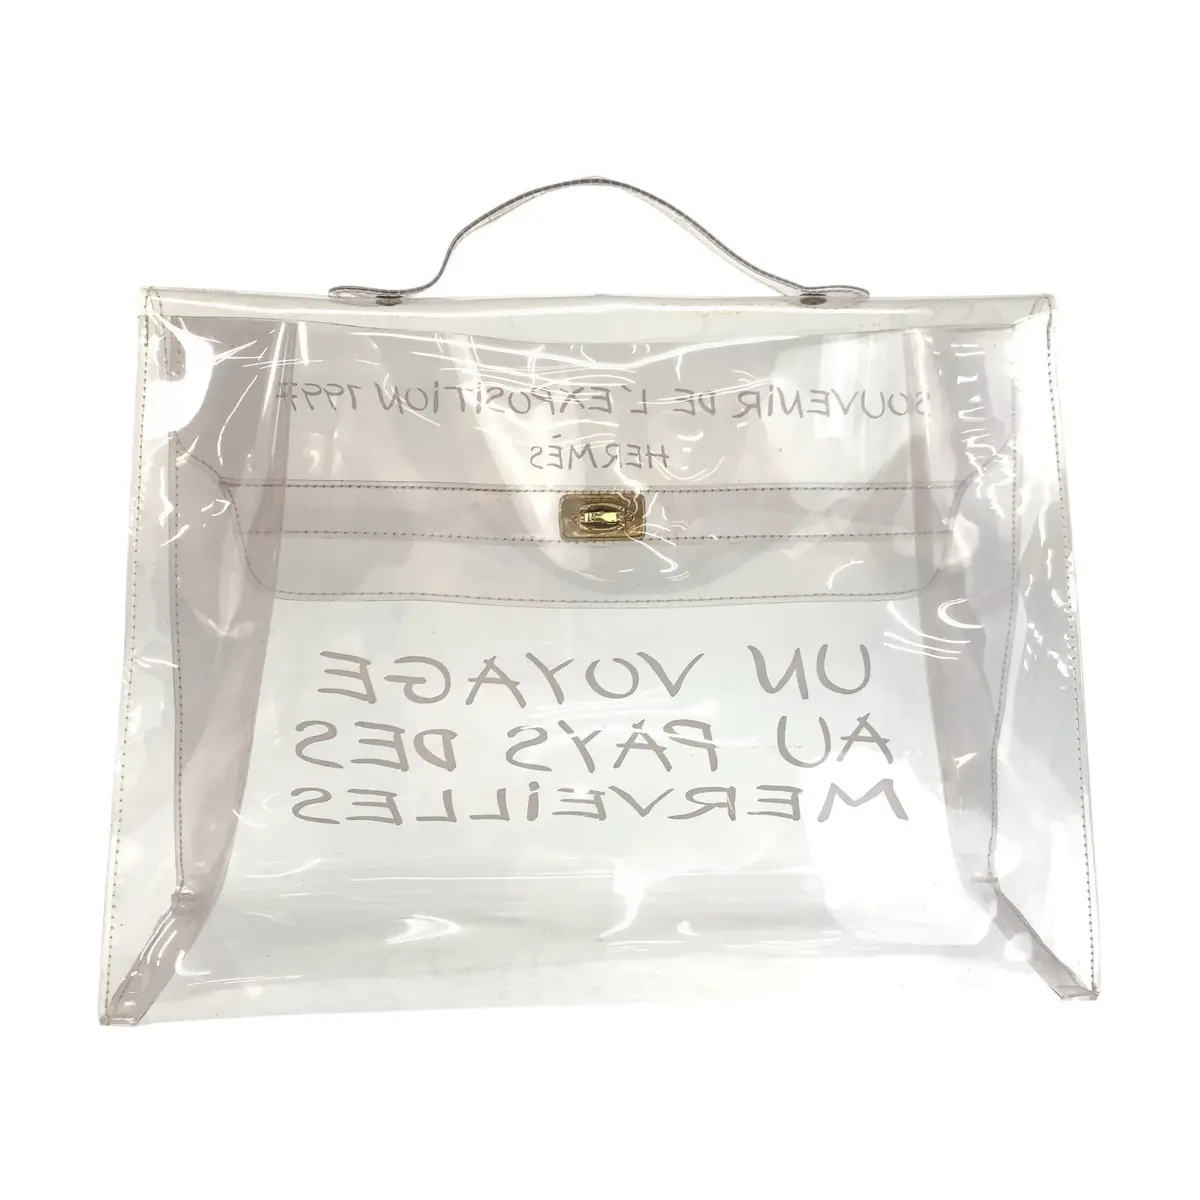 SOUVENiR DE L'EXPOSiTiON 1997
HERMÈS
UN VOYAGE
AU PAYS DES
MERVEiLLES